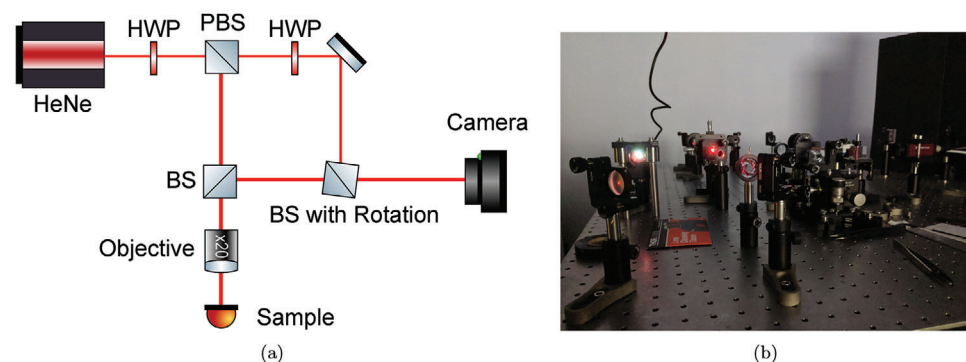 HWP
PBS
HWP
HeNe
Camera
BS
BS with Rotation
Objective
x20
Sample
(a)
(b)